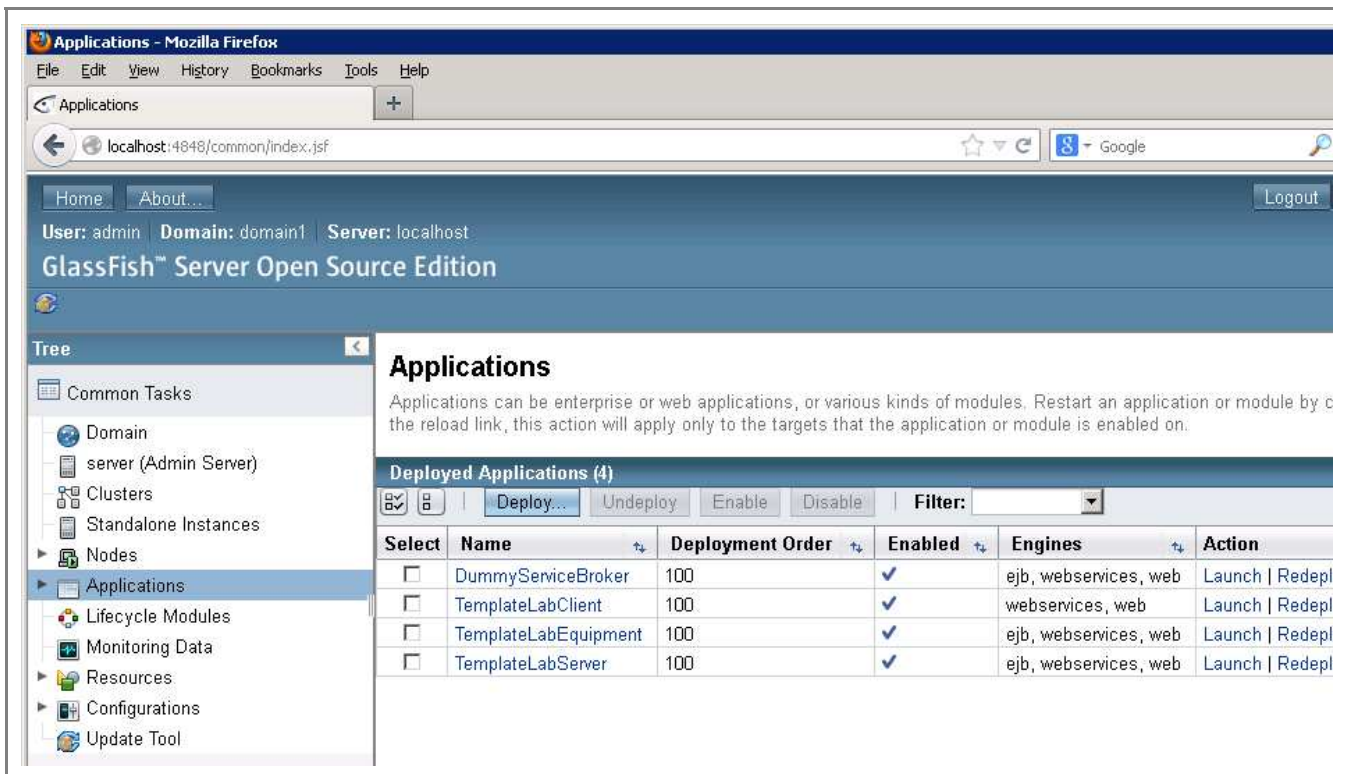 Applications - Mozilla Firefox
File Edit View History Bookmarks Tools Help
Applications +
localhost:4848/common/index.jsf Google
Home About... Logout
User: admin Domain: domain1 Server: localhost
GlassFish™ Server Open Source Edition
Tree
Common Tasks
Domain
server (Admin Server)
Clusters
Standalone Instances
Nodes
Applications
Lifecycle Modules
Monitoring Data
Resources
Configurations
Update Tool
Applications
Applications can be enterprise or web applications, or various kinds of modules. Restart an application or module by c
the reload link, this action will apply only to the targets that the application or module is enabled on.
Deployed Applications (4)
Deploy... Undeploy Enable Disable Filter:
Select Name Deployment Order Enabled Engines Action
DummyServiceBroker 100 ejb, webservices, web Launch | Redepl
TemplateLabClient 100 webservices, web Launch | Redepl
TemplateLabEquipment 100 ejb, webservices, web Launch | Redepl
TemplateLabServer 100 ejb, webservices, web Launch | Redepl